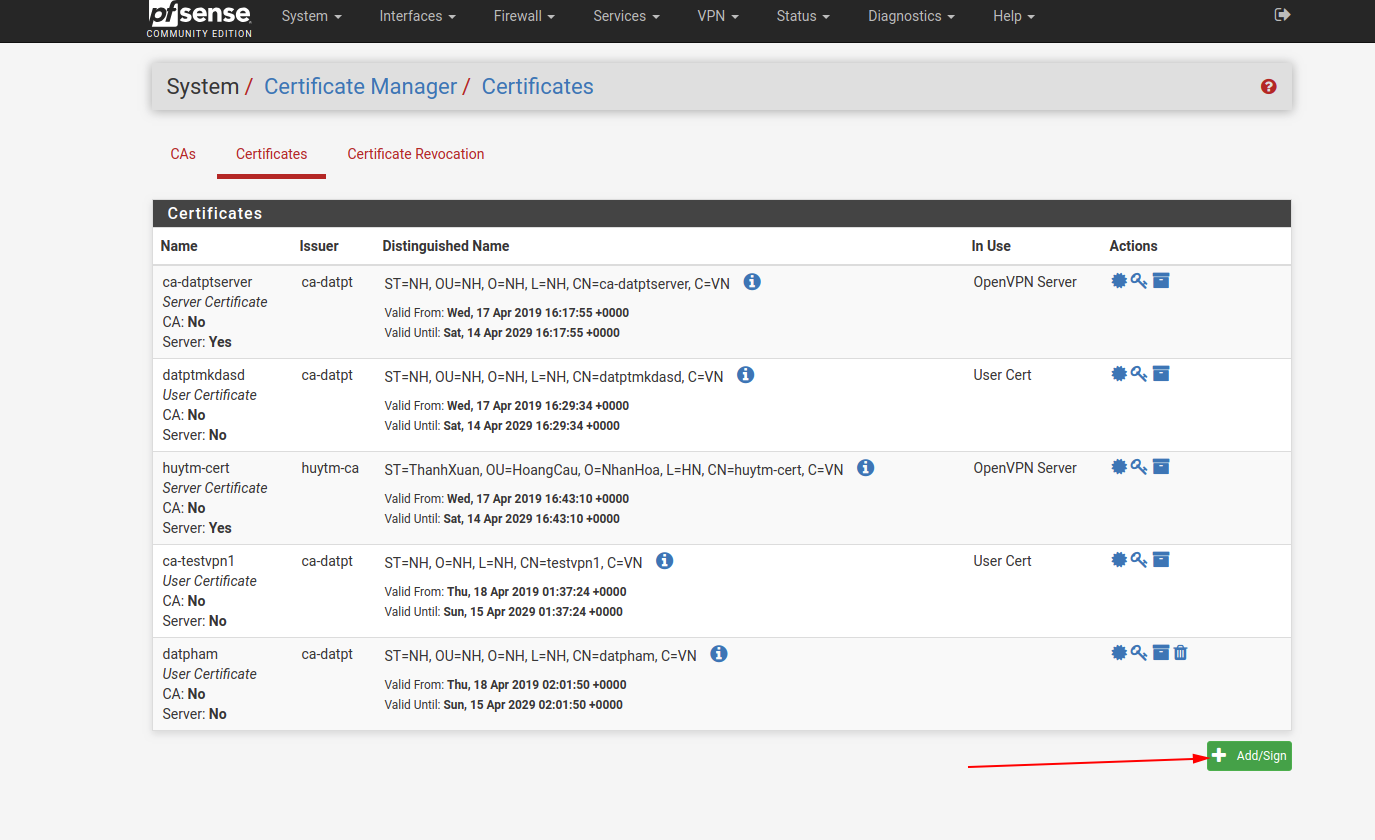 pfsense
COMMUNITY EDITION
System Interfaces Firewall Services VPN Status Diagnostics Help
System / Certificate Manager / Certificates
CAs Certificates Certificate Revocation
Certificates
Name Issuer Distinguished Name In Use Actions
ca-datptserver ca-datpt ST=NH, OU=NH, O=NH, L=NH, CN=ca-datptserver, C=VN OpenVPN Server
Server Certificate
Valid From: Wed, 17 Apr 2019 16:17:55 +0000
CA: No
Valid Until: Sat, 14 Apr 2029 16:17:55 +0000
Server: Yes
datptmkdasd ca-datpt ST=NH, OU=NH, O=NH, L=NH, CN=datptmkdasd, C=VN User Cert
User Certificate
Valid From: Wed, 17 Apr 2019 16:29:34 +0000
CA: No
Valid Until: Sat, 14 Apr 2029 16:29:34 +0000
Server: No
huytm-cert huytm-ca ST=ThanhXuan, OU=HoangCau, O=NhanHoa, L=HN, CN=huytm-cert, C=VN OpenVPN Server
Server Certificate
Valid From: Wed, 17 Apr 2019 16:43:10 +0000
CA: No
Valid Until: Sat, 14 Apr 2029 16:43:10 +0000
Server: Yes
ca-testvpn1 ca-datpt ST=NH, O=NH, L=NH, CN=testvpn1, C=VN User Cert
User Certificate
Valid From: Thu, 18 Apr 2019 01:37:24 +0000
CA: No
Valid Until: Sun, 15 Apr 2029 01:37:24 +0000
Server: No
datpham ca-datpt ST=NH, OU=NH, O=NH, L=NH, CN=datpham, C=VN
User Certificate
Valid From: Thu, 18 Apr 2019 02:01:50 +0000
CA: No
Valid Until: Sun, 15 Apr 2029 02:01:50 +0000
Server: No
Add/Sign